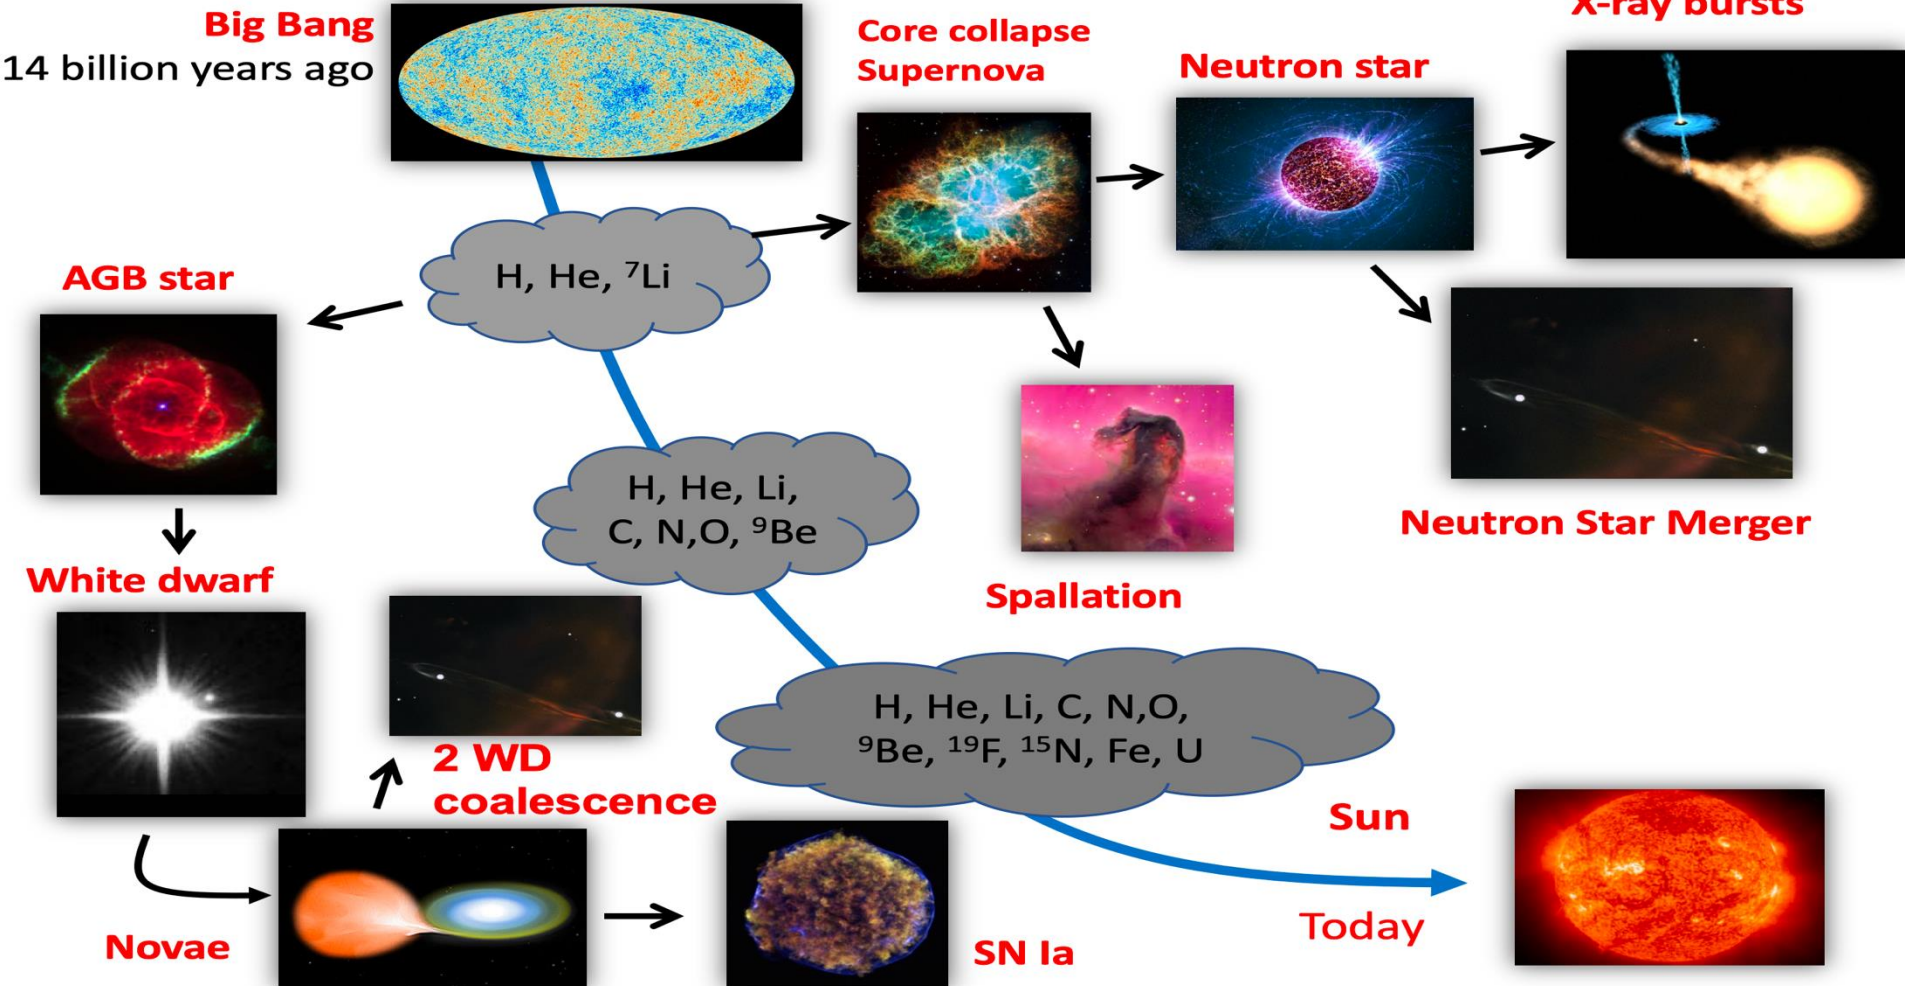 Big Bang
14 billion years ago
Core collapse
Supernova
Neutron star
X-ray bursts
H, He, ⁷Li
AGB star
H, He, Li,
C, N,O, ⁹Be
Neutron Star Merger
White dwarf
Spallation
H, He, Li, C, N,O,
⁹Be, ¹⁹F, ¹⁵N, Fe, U
2 WD
coalescence
Sun
Today
Novae
SN Ia